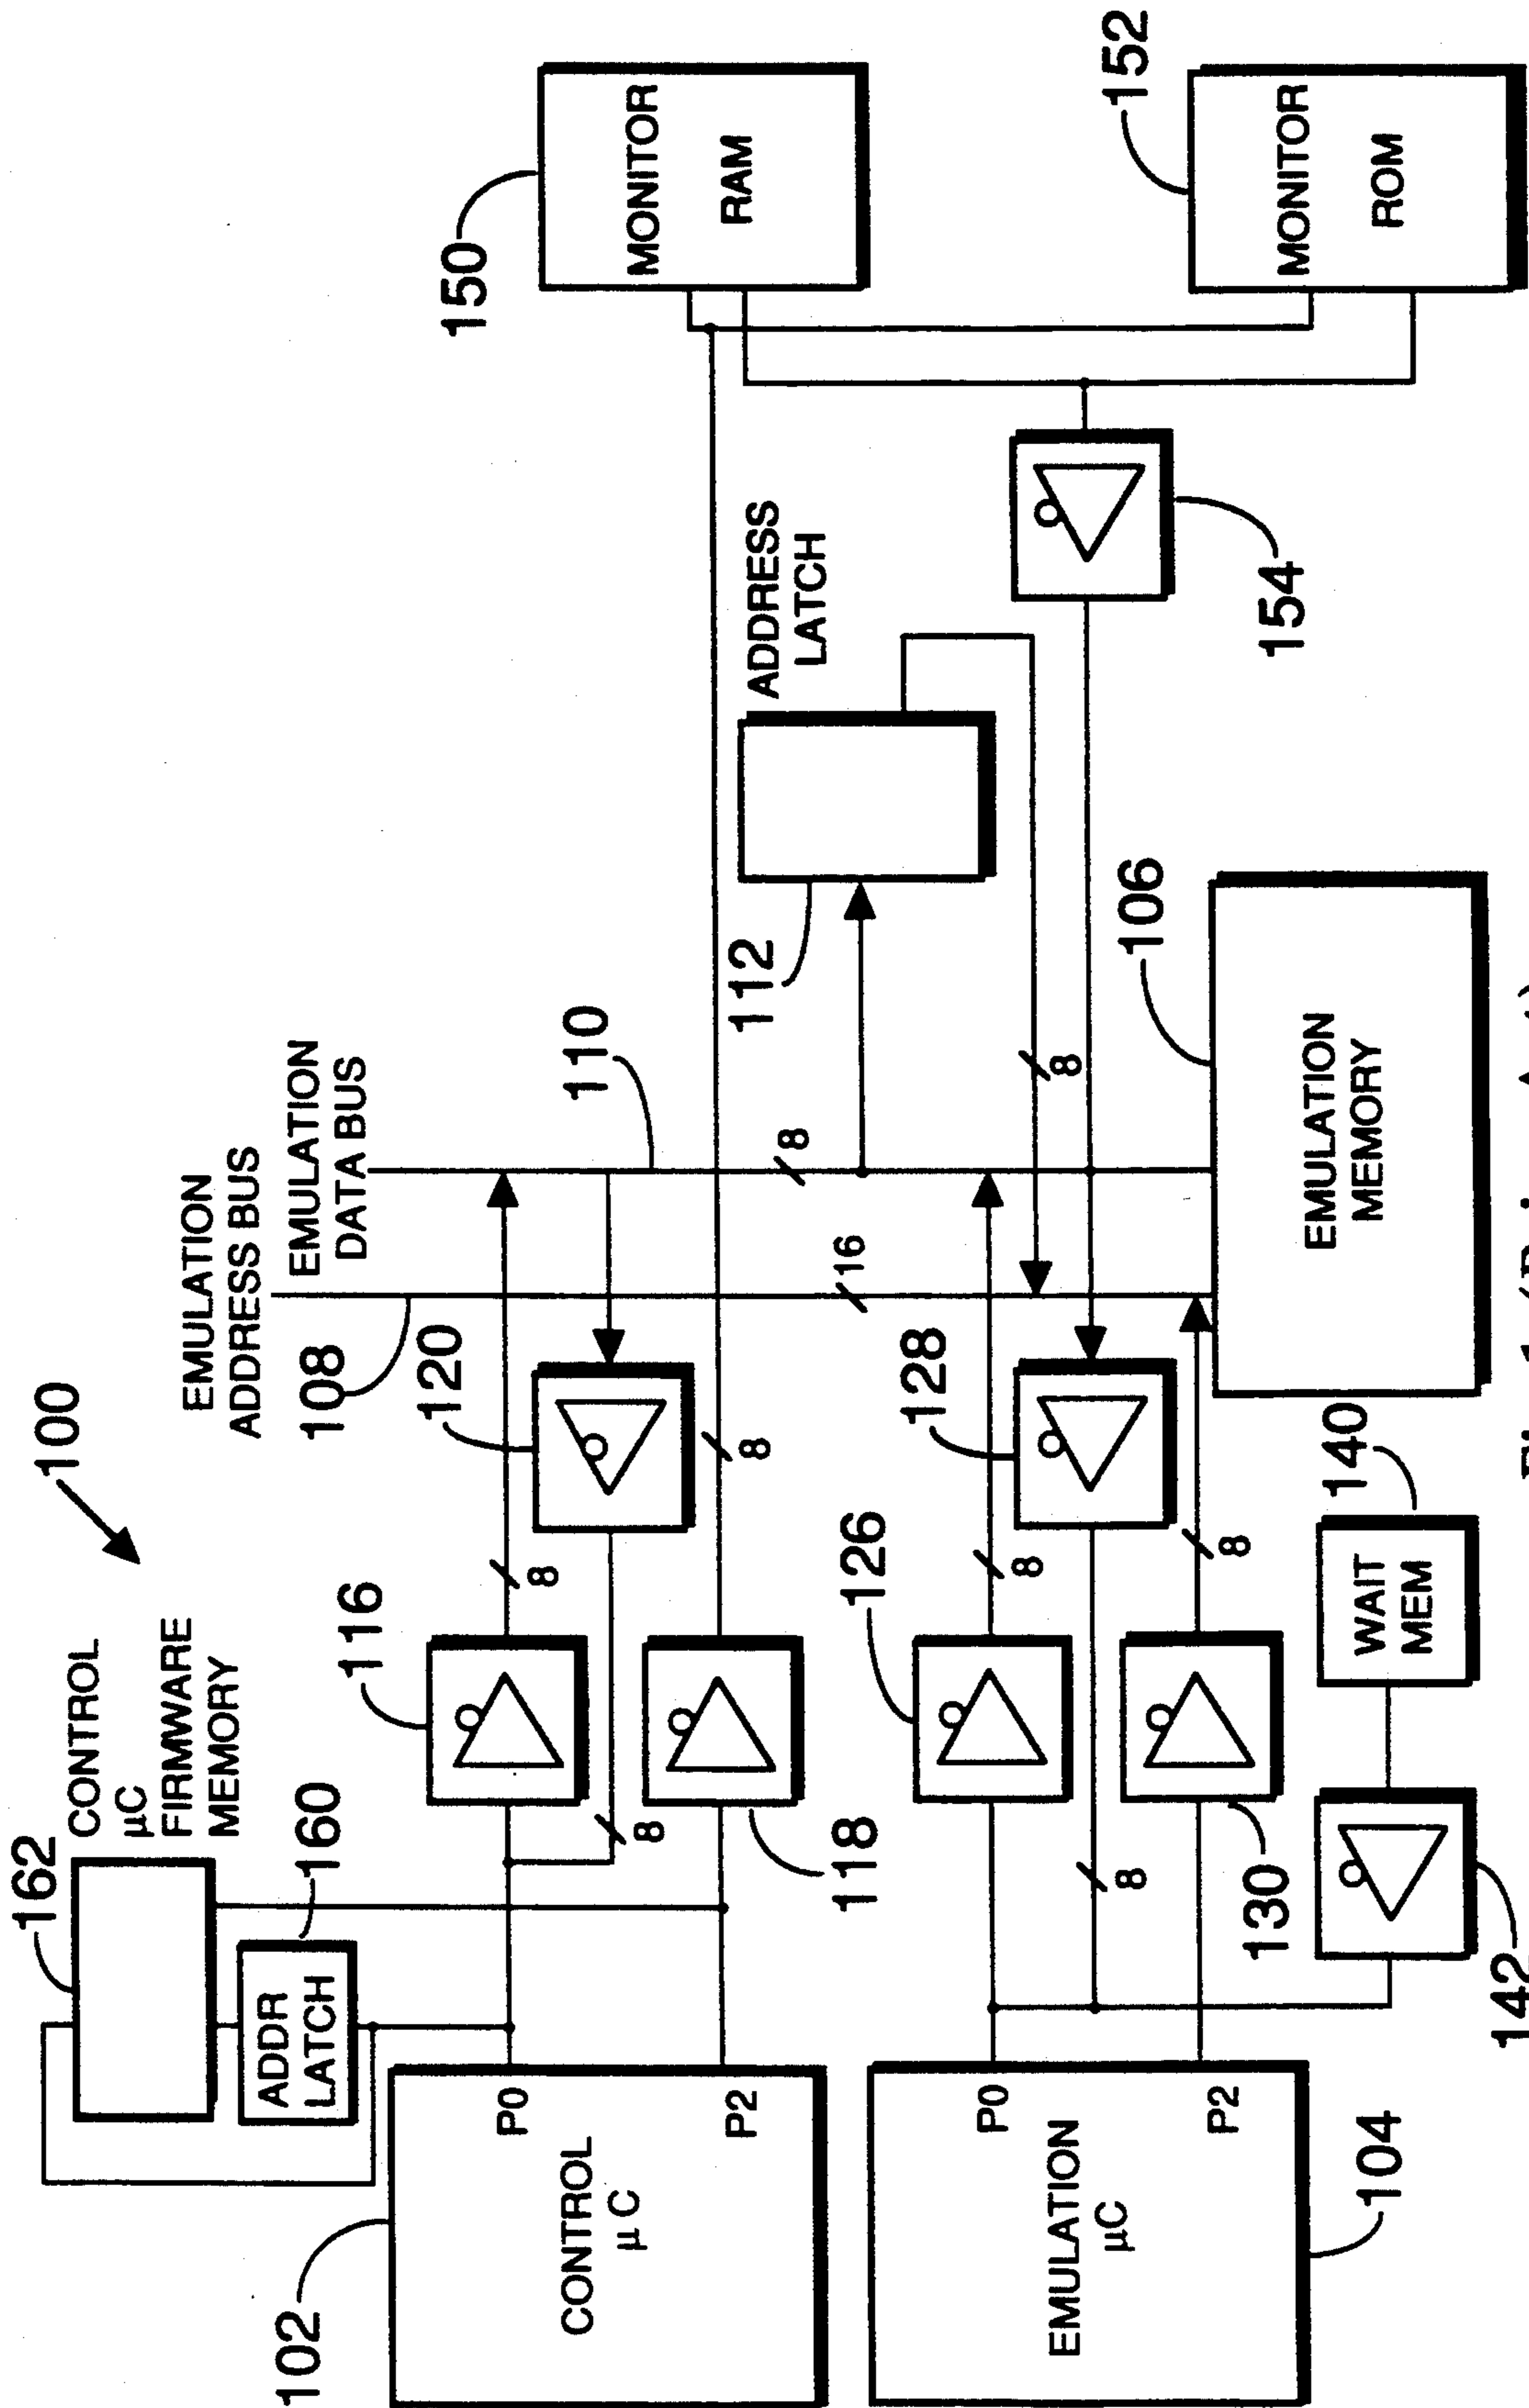 100
162
CONTROL
µC
FIRMWARE
MEMORY
160
ADDR
LATCH
102
CONTROL
µ C
P0
P2
116
8
8
118
120
8
EMULATION
ADDRESS BUS
108
EMULATION
DATA BUS
110
8
16
112
ADDRESS
LATCH
8
150
MONITOR
RAM
152
MONITOR
ROM
154
EMULATION
µC
P0
P2
104
126
8
128
8
130
8
WAIT
MEM
140
142
EMULATION
MEMORY
106